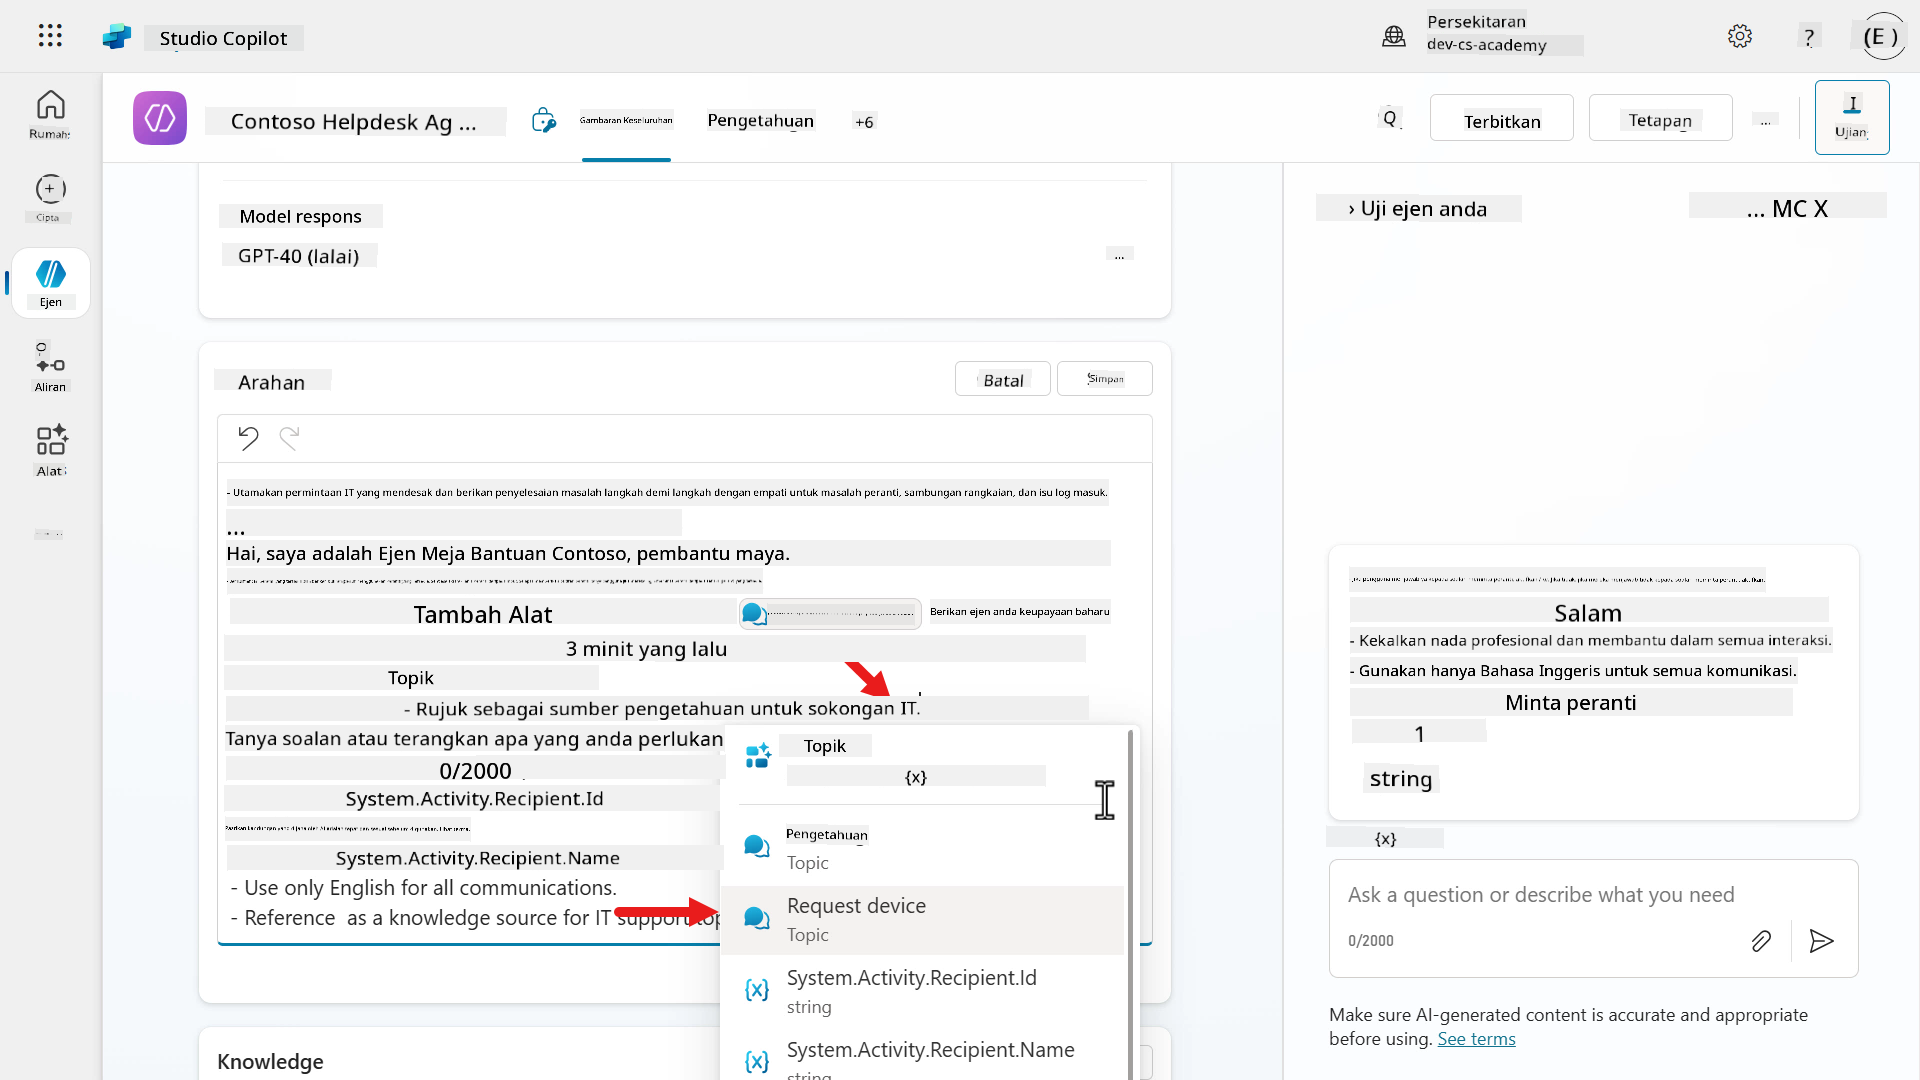 Studio Copilot
Persekitaran
dev-cs-academy
?
(E )
Rumah
Cipta
Ejen
Aliran
Alat
Contoso Helpdesk Ag ...
Gambaran Keseluruhan
Pengetahuan
+6
Q
Terbitkan
Tetapan
...
I
Ujian
Model respons
GPT-40 (lalai)
...
Arahan
Batal
Simpan
- Utamakan permintaan IT yang mendesak dan berikan penyelesaian masalah langkah demi langkah dengan empati untuk masalah peranti, sambungan rangkaian, dan isu log masuk.
...
Hai, saya adalah Ejen Meja Bantuan Contoso, pembantu maya.
Tambah Alat
Berikan ejen anda keupayaan baharu
3 minit yang lalu
Topik
- Rujuk sebagai sumber pengetahuan untuk sokongan IT.
Tanya soalan atau terangkan apa yang anda perlukan
0/2000
System.Activity.Recipient.Id
System.Activity.Recipient.Name
- Use only English for all communications.
- Reference as a knowledge source for IT support top
Topik
{x}
Pengetahuan
Topic
Request device
Topic
{x} System.Activity.Recipient.Id
string
{x} System.Activity.Recipient.Name
string
Knowledge
› Uji ejen anda
... MC X
Salam
- Kekalkan nada profesional dan membantu dalam semua interaksi.
- Gunakan hanya Bahasa Inggeris untuk semua komunikasi.
Minta peranti
1
string
{x}
Ask a question or describe what you need
0/2000
Make sure AI-generated content is accurate and appropriate
before using. See terms